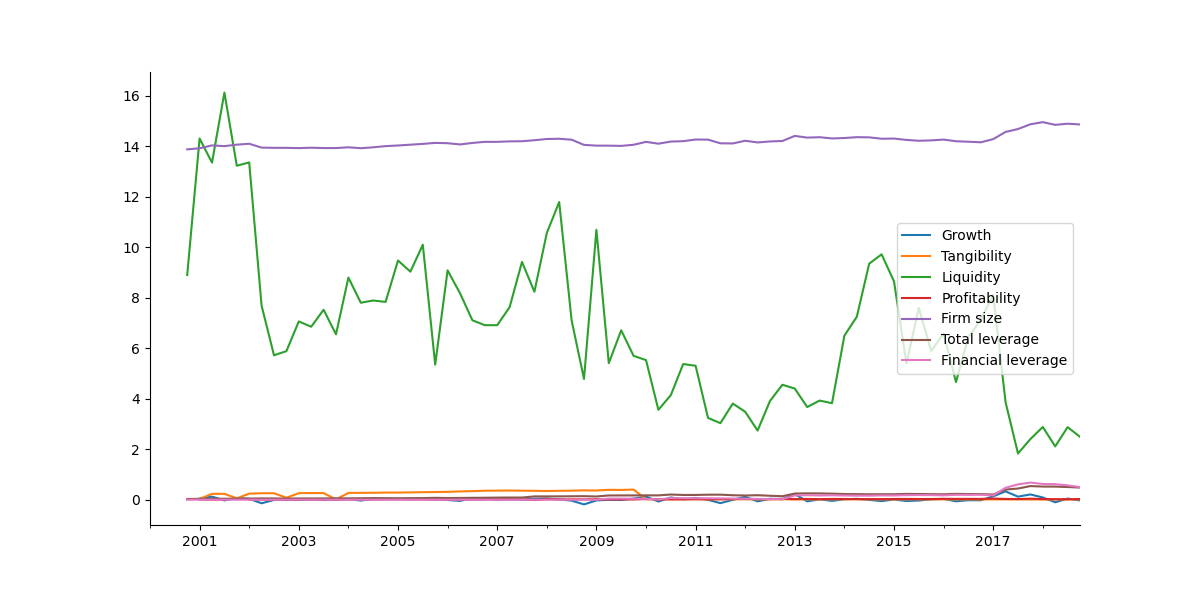 16
14
12
10
8
6
4
2
0
Growth
Tangibility
Liquidity
Profitability
Firm size
Total leverage
Financial leverage
2001 2003 2005 2007 2009 2011 2013 2015 2017